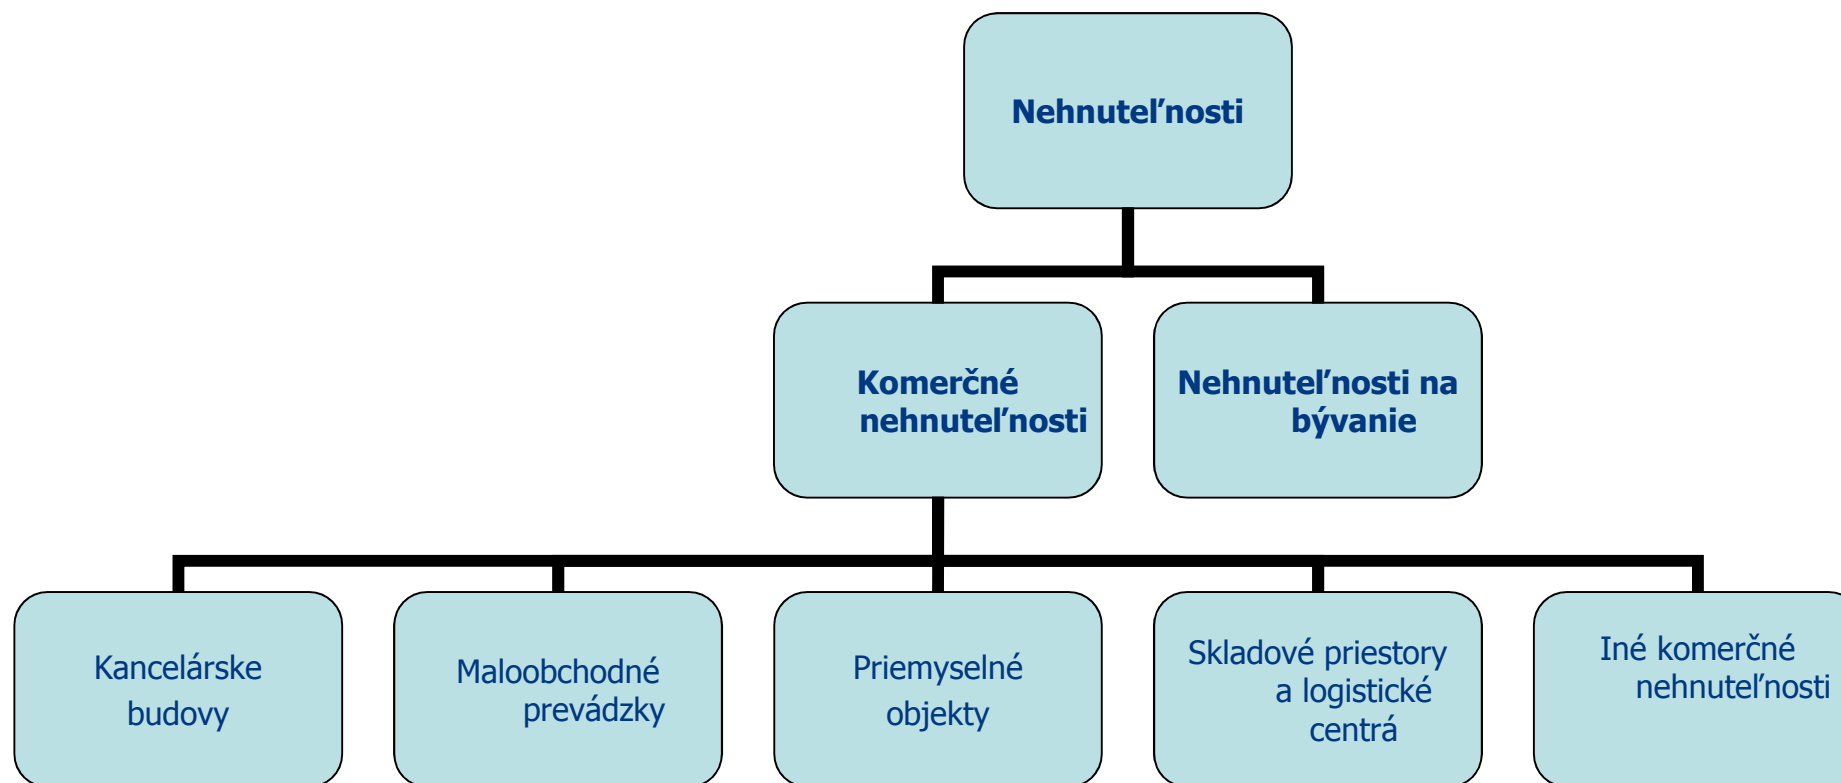 Nehnuteľnosti
Komerčné
nehnuteľnosti
Nehnuteľnosti na
bývanie
Kancelárske
budovy
Maloobchodné
prevádzky
Priemyselné
objekty
Skladové priestory
a logistické
centrá
Iné komerčné
nehnuteľnosti